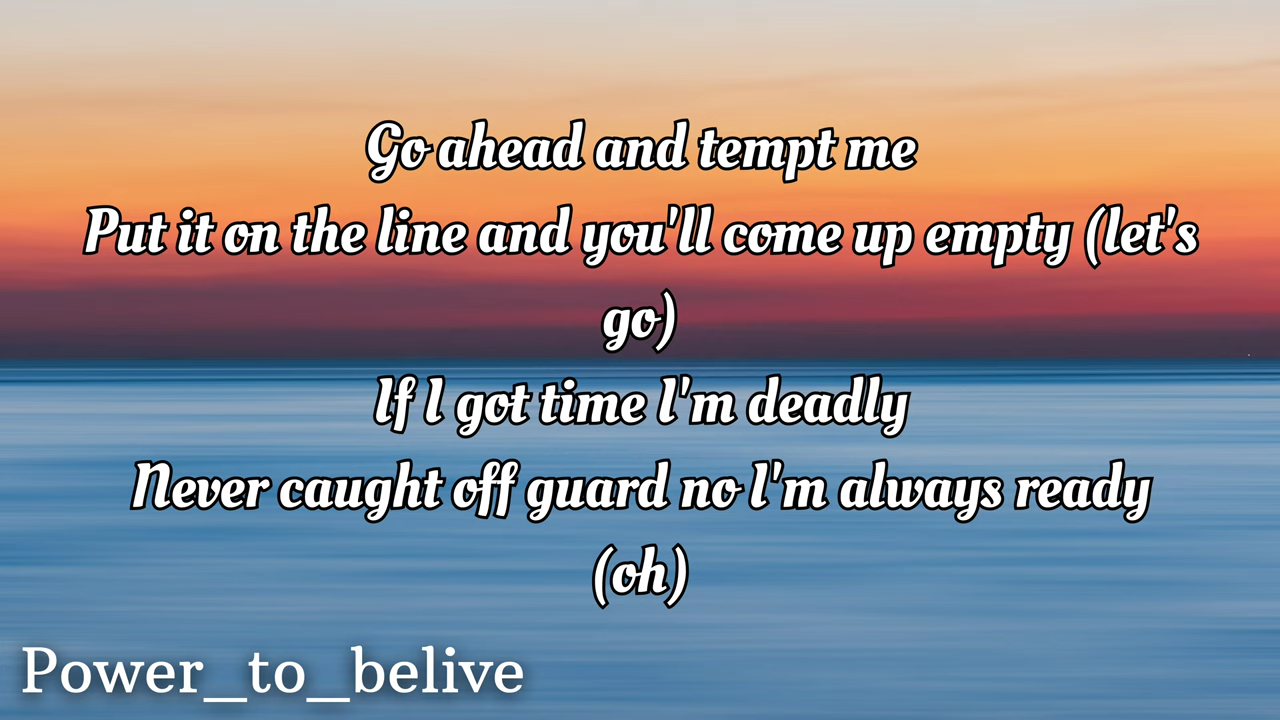 Go ahead and tempt me
Put it on the line and you'll come up empty (let's
go)
If I got time I'm deadly
Never caught off guard no I'm always ready
(oh)
Power_to_belive